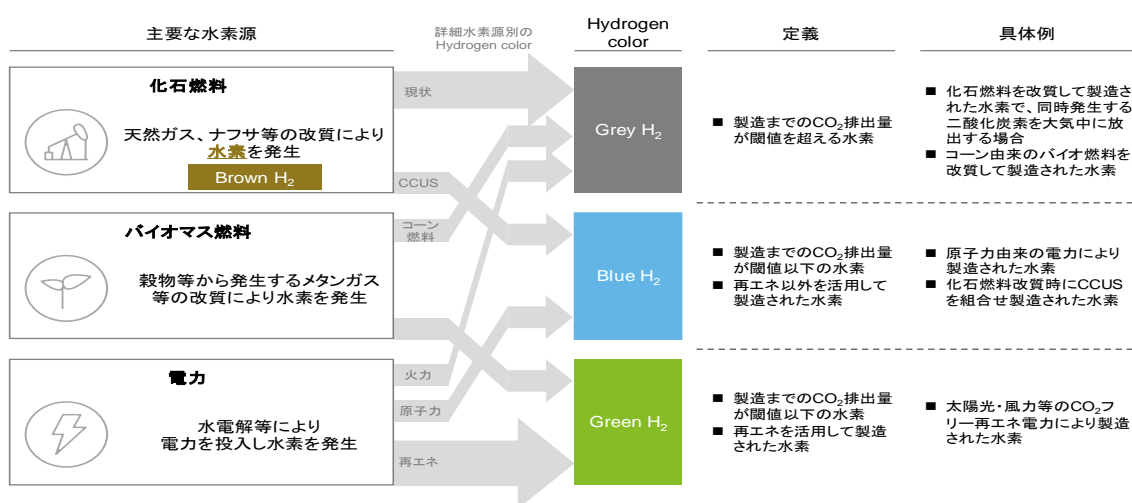 主要な水素源
詳細水素源別の
Hydrogen color
Hydrogen
color
定義
具体例
化石燃料
天然ガス、ナフサ等の改質により
水素を発生
Brown H₂
現状
CCUS
Grey H₂
■ 製造までのCO₂排出量
が閾値を超える水素
■ 化石燃料を改質して製造さ
れた水素で、同時発生する
二酸化炭素を大気中に放
出する場合
■ コーン由来のバイオ燃料を
改質して製造された水素
バイオマス燃料
穀物等から発生するメタンガス
等の改質により水素を発生
コーン
燃料
Blue H₂
■ 製造までのCO₂排出量
が閾値以下の水素
■ 再エネ以外を活用して
製造された水素
■ 原子力由来の電力により
製造された水素
■ 化石燃料改質時にCCUS
を組合せ製造された水素
電力
水電解等により
電力を投入し水素を発生
火力
原子力
再エネ
Green H₂
■ 製造までのCO₂排出量
が閾値以下の水素
■ 再エネを活用して製造
された水素
■ 太陽光・風力等のCO₂フ
リー再エネ電力により製造
された水素